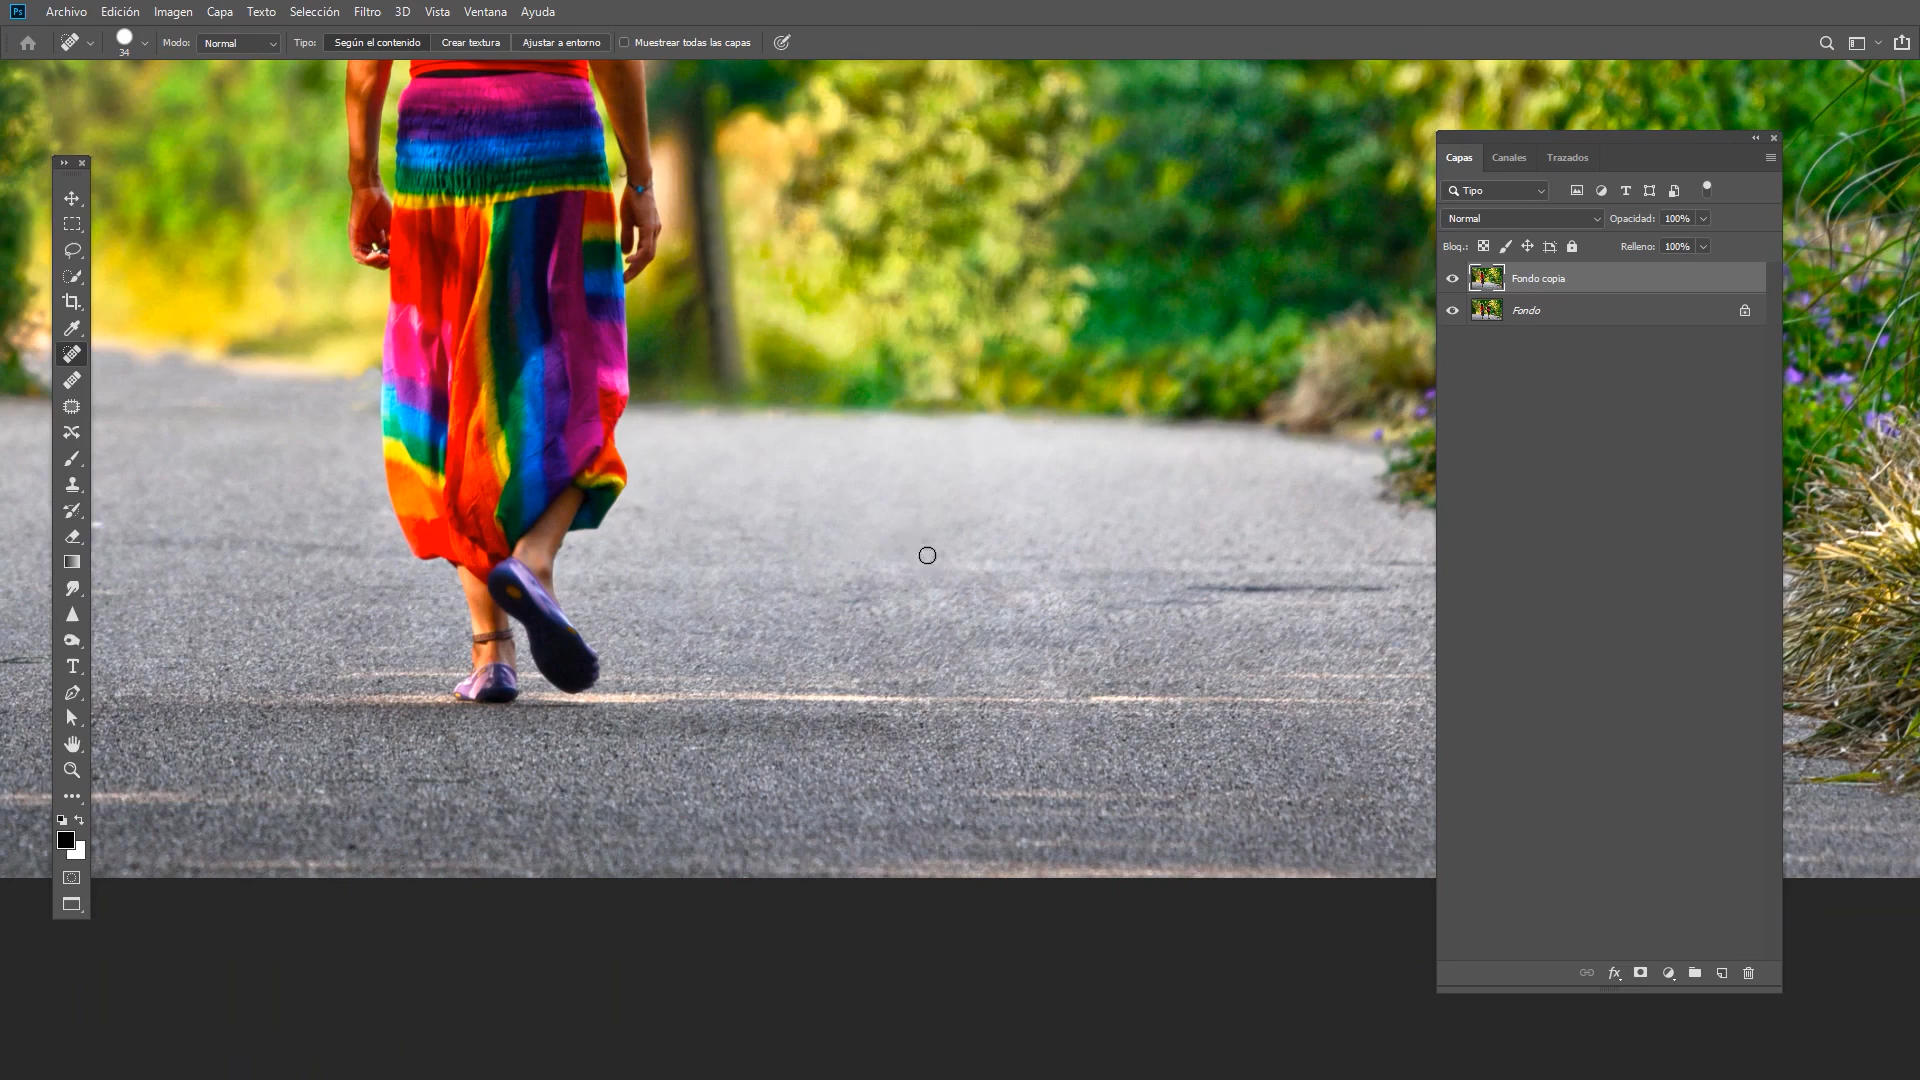 Ps Archivo Edición Imagen Capa Texto Selección Filtro 3D Vista Ventana Ayuda
34 Modo: Normal Tipo: Según el contenido Crear textura Ajustar a entorno Muestrear todas las capas
Capas Canales Trazados
Tipo
Normal Opacidad: 100%
Bloq.: Relleno: 100%
Fondo copia
Fondo